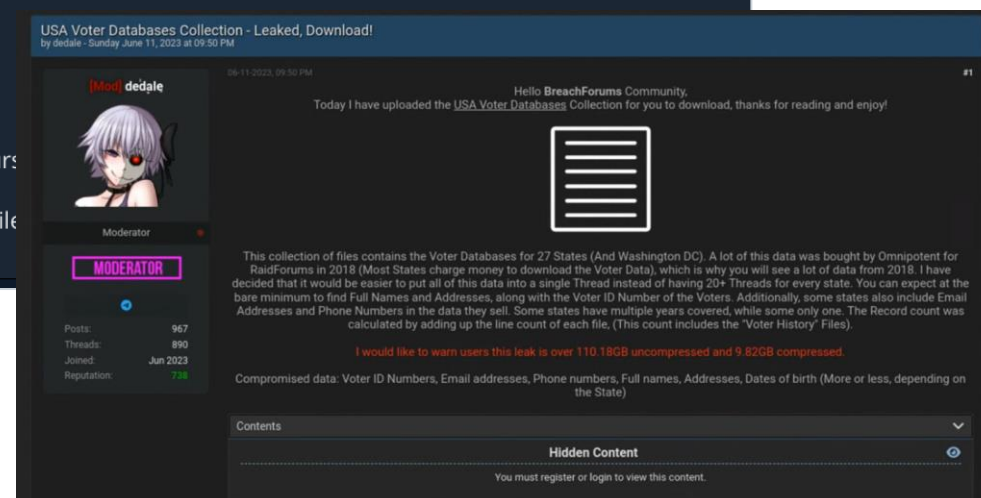 USA Voter Databases Collection - Leaked, Download!
by dedale - Sunday June 11, 2023 at 09:50 PM
06-11-2023, 09:50 PM
#1
[Mod] dedale
Hello BreachForums Community,
Today I have uploaded the USA Voter Databases Collection for you to download, thanks for reading and enjoy!
Moderator
MODERATOR
Posts: 967
Threads: 890
Joined: Jun 2023
Reputation: 738
This collection of files contains the Voter Databases for 27 States (And Washington DC). A lot of this data was bought by Omnipotent for
RaidForums in 2018 (Most States charge money to download the Voter Data), which is why you will see a lot of data from 2018. I have
decided that it would be easier to put all of this data into a single Thread instead of having 20+ Threads for every state. You can expect at the
bare minimum to find Full Names and Addresses, along with the Voter ID Number of the Voters. Additionally, some states also include Email
Addresses and Phone Numbers in the data they sell. Some states have multiple years covered, while some only one. The Record count was
calculated by adding up the line count of each file, (This count includes the "Voter History" Files).
I would like to warn users this leak is over 110.18GB uncompressed and 9.82GB compressed.
Compromised data: Voter ID Numbers, Email addresses, Phone numbers, Full names, Addresses, Dates of birth (More or less, depending on
the State)
Contents
Hidden Content
You must register or login to view this content.